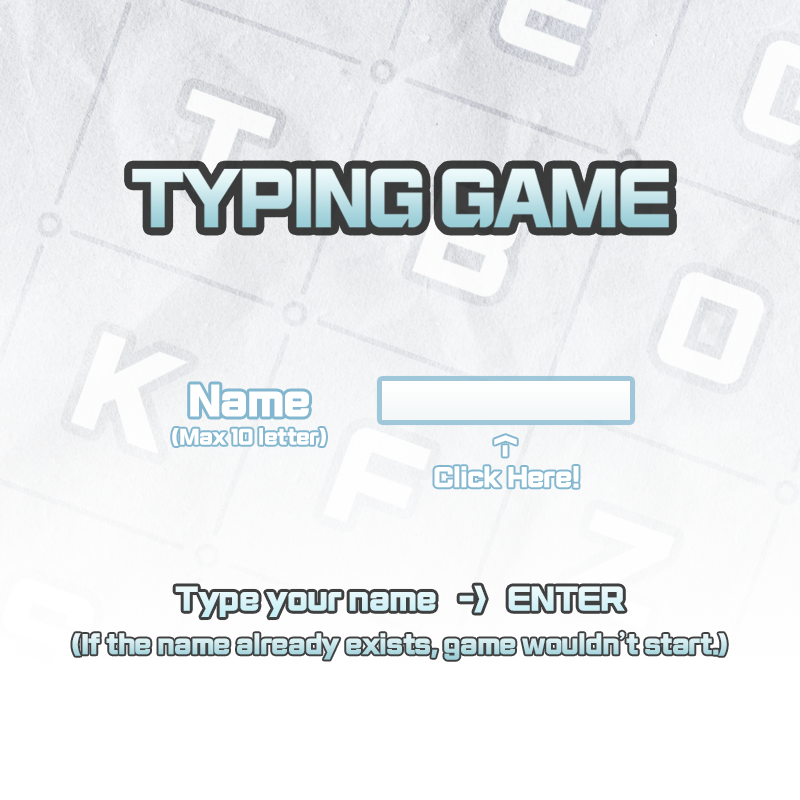 E
T
G
TYPING GAME
B
O
K
Name
(Max 10 letter)
F
Click Here!
Z
Type your name -> ENTER
(If the name already exists, game wouldn't start.)